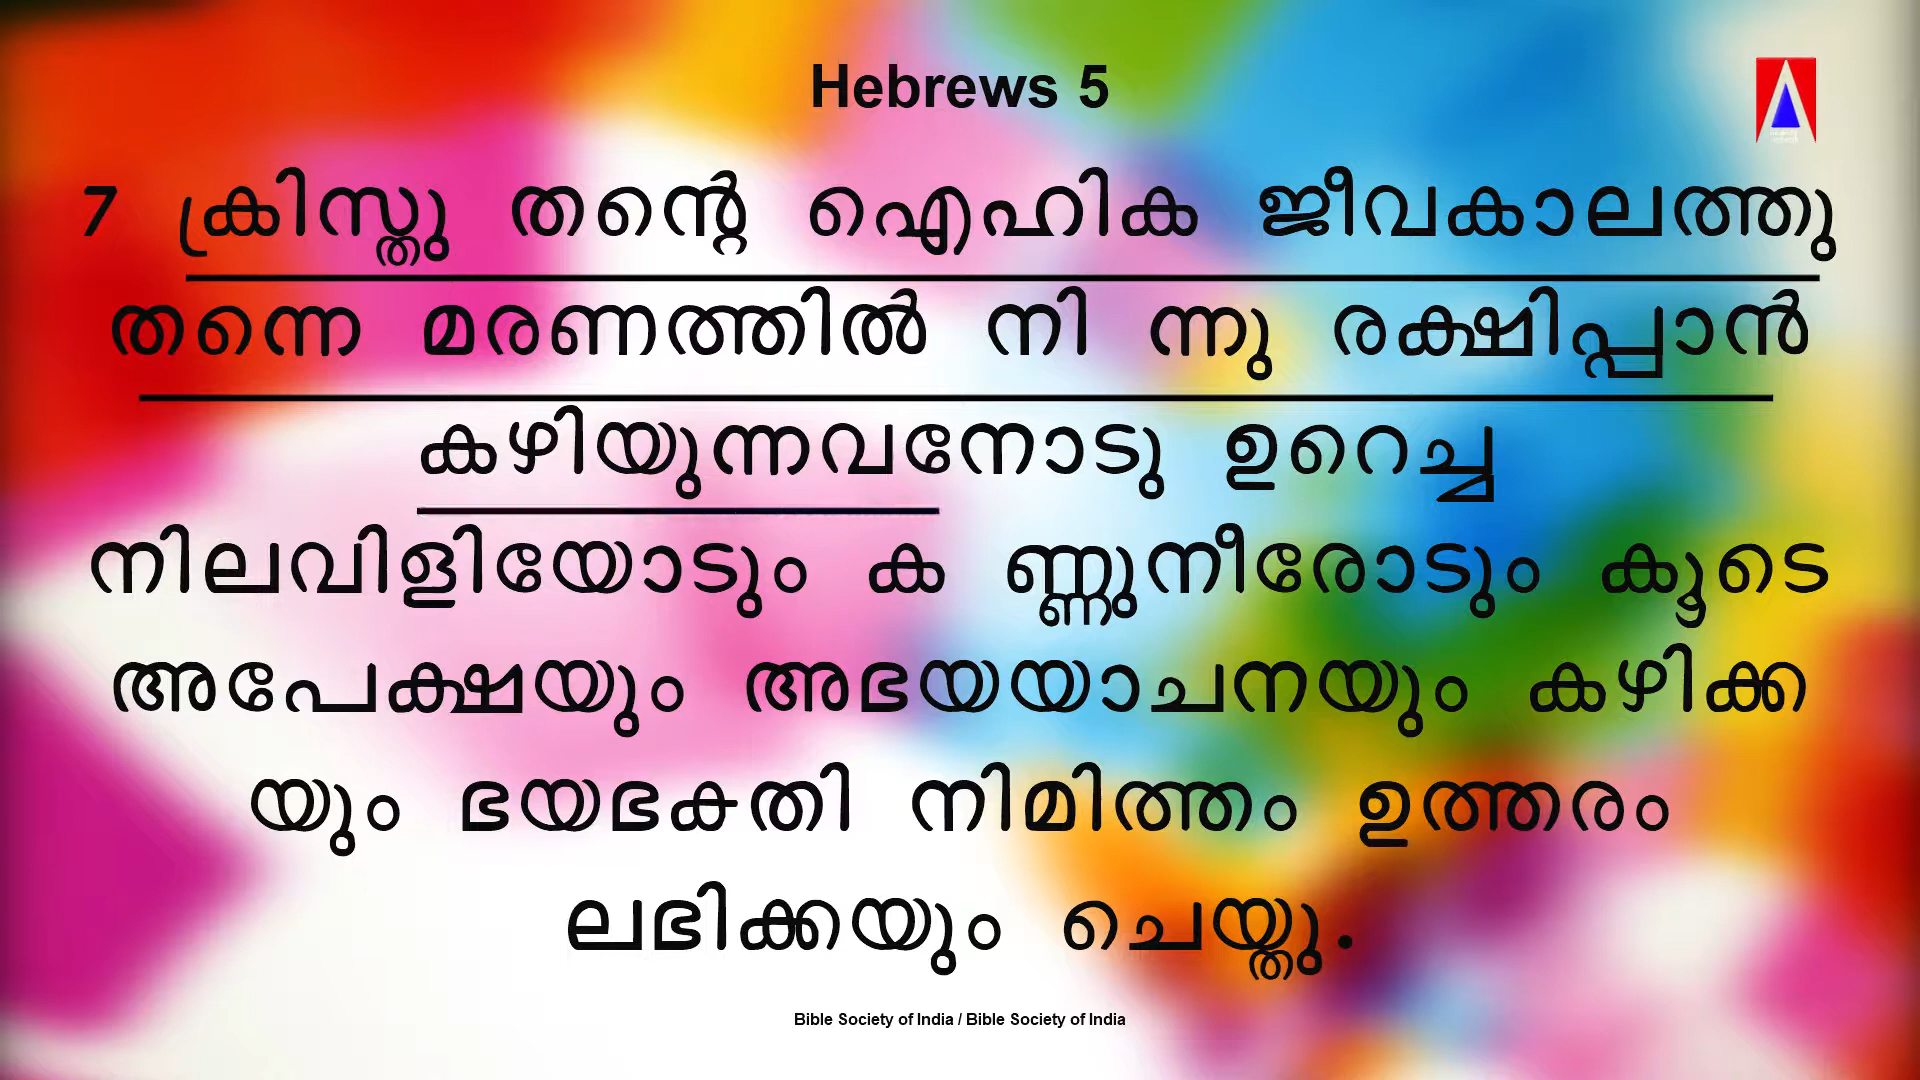 Hebrews 5
7 ക്രിസ്തു തന്റെ ഐഹിക ജീവകാലത്തു
തന്നെ മരണത്തിൽ നി ന്നു രക്ഷിപ്പാൻ
കഴിയുന്നവനോടു ഉറെച്ച
നിലവിളിയോടും ക ണ്ണുനീരോടും കൂടെ
അപേക്ഷയും അഭയയാചനയും കഴിക്ക
യും ഭയഭകതി നിമിത്തം ഉത്തരം
ലഭിക്കയും ചെയ്തു.
Bible Society of India / Bible Society of India